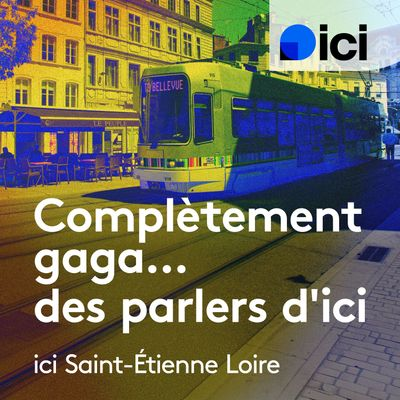 ici
BELLEVUE
LE PEUPLE
Complètement
gaga...
des parlers d'ici
ici Saint-Étienne Loire